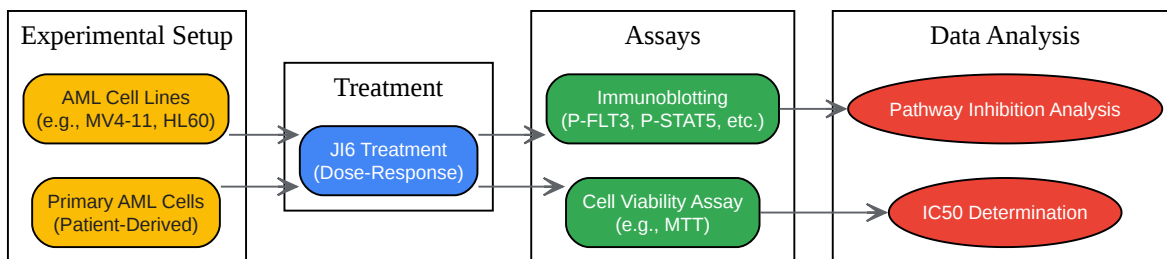 Experimental Setup
AML Cell Lines
(e.g., MV4-11, HL60)
Primary AML Cells
(Patient-Derived)
Treatment
JI6 Treatment
(Dose-Response)
Assays
Immunoblotting
(P-FLT3, P-STAT5, etc.)
Cell Viability Assay
(e.g., MTT)
Data Analysis
Pathway Inhibition Analysis
IC50 Determination